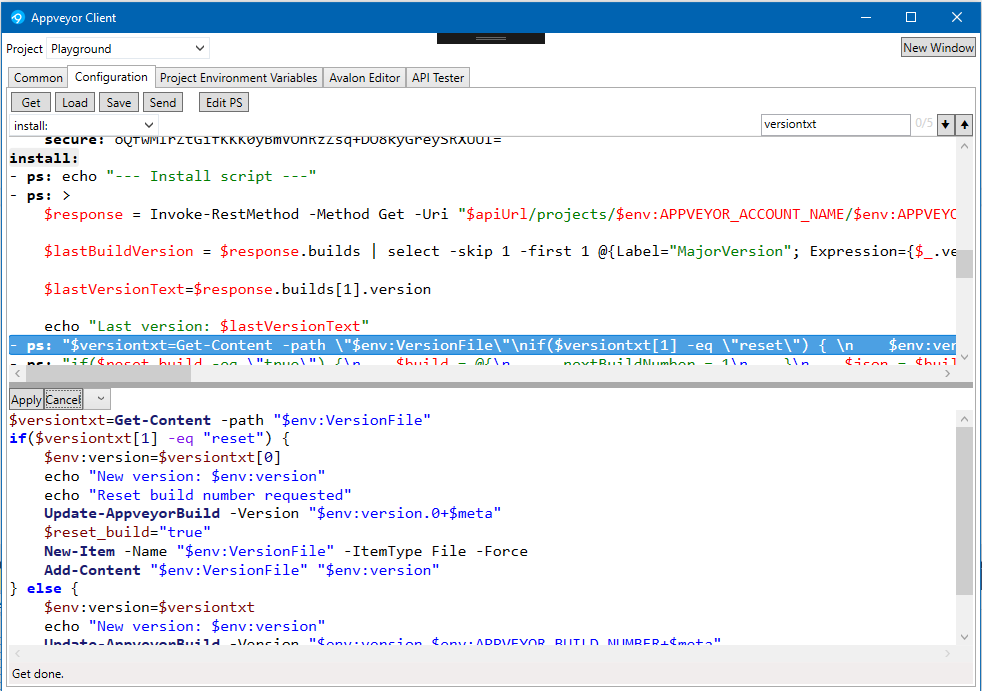 Appveyor Client
Project Playground New Window
Common Configuration Project Environment Variables Avalon Editor API Tester
Get Load Save Send Edit PS
install: versiontxt 0/5
secure:
install:
- ps: echo "--- Install script ---"
- ps: >
$response = Invoke-RestMethod -Method Get -Uri "$apiUrl/projects/$env:APPVEYOR_ACCOUNT_NAME/$env:APPVEYO
$lastBuildVersion = $response.builds | select -skip 1 -first 1 @{Label="MajorVersion"; Expression={$_.ve
$lastVersionText=$response.builds[1].version
echo "Last version: $lastVersionText"
- ps: "$versiontxt=Get-Content -path \"$env:VersionFile\"\nif($versiontxt[1] -eq \"reset\") { \n    $env:ver
- ps: "if($reset_build -eq \"true\") {\n    $build = @{\n      nextBuildNumber = 1\n    }\n    $json = $buil
Apply Cancel
$versiontxt=Get-Content -path "$env:VersionFile"
if($versiontxt[1] -eq "reset") {
$env:version=$versiontxt[0]
echo "New version: $env:version"
echo "Reset build number requested"
Update-AppveyorBuild -Version "$env:version.0+$meta"
$reset_build="true"
New-Item -Name "$env:VersionFile" -ItemType File -Force
Add-Content "$env:VersionFile" "$env:version"
} else {
$env:version=$versiontxt
echo "New version: $env:version"
Update-AppveyorBuild -Version "$env:version.$env:APPVEYOR_BUILD_NUMBER+$meta"
Get done.